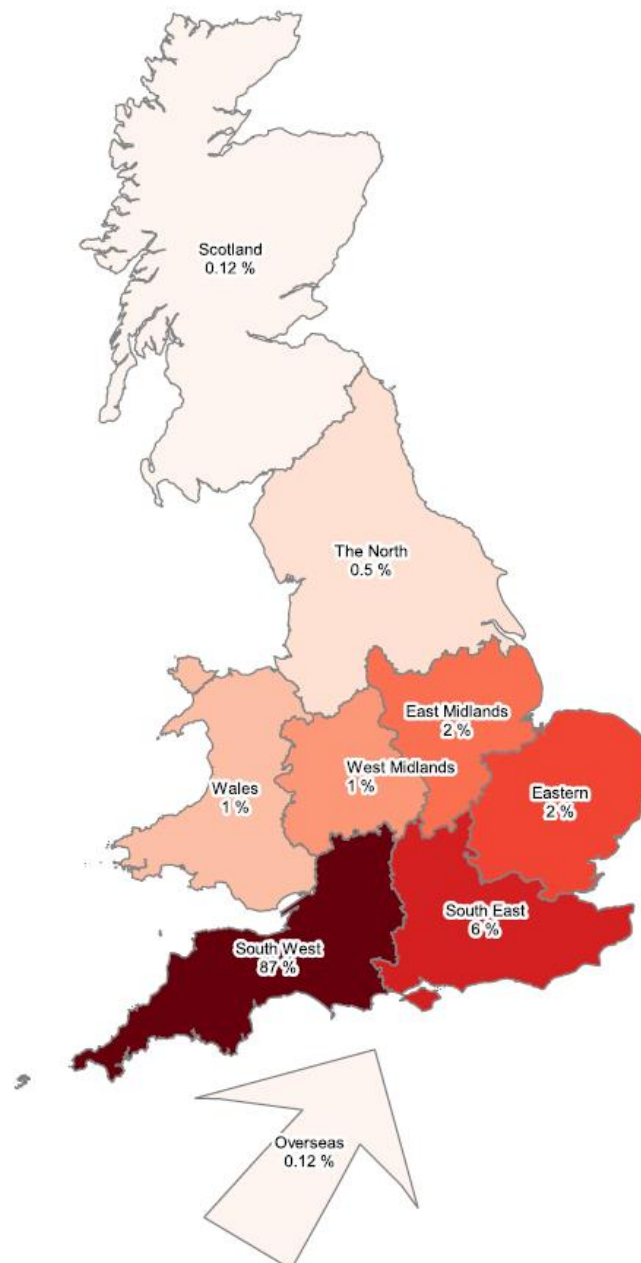 Scotland
0.12 %
The North
0.5 %
East Midlands
2 %
West Midlands
1 %
Wales
1 %
Eastern
2 %
South East
6 %
South West
87 %
Overseas
0.12 %